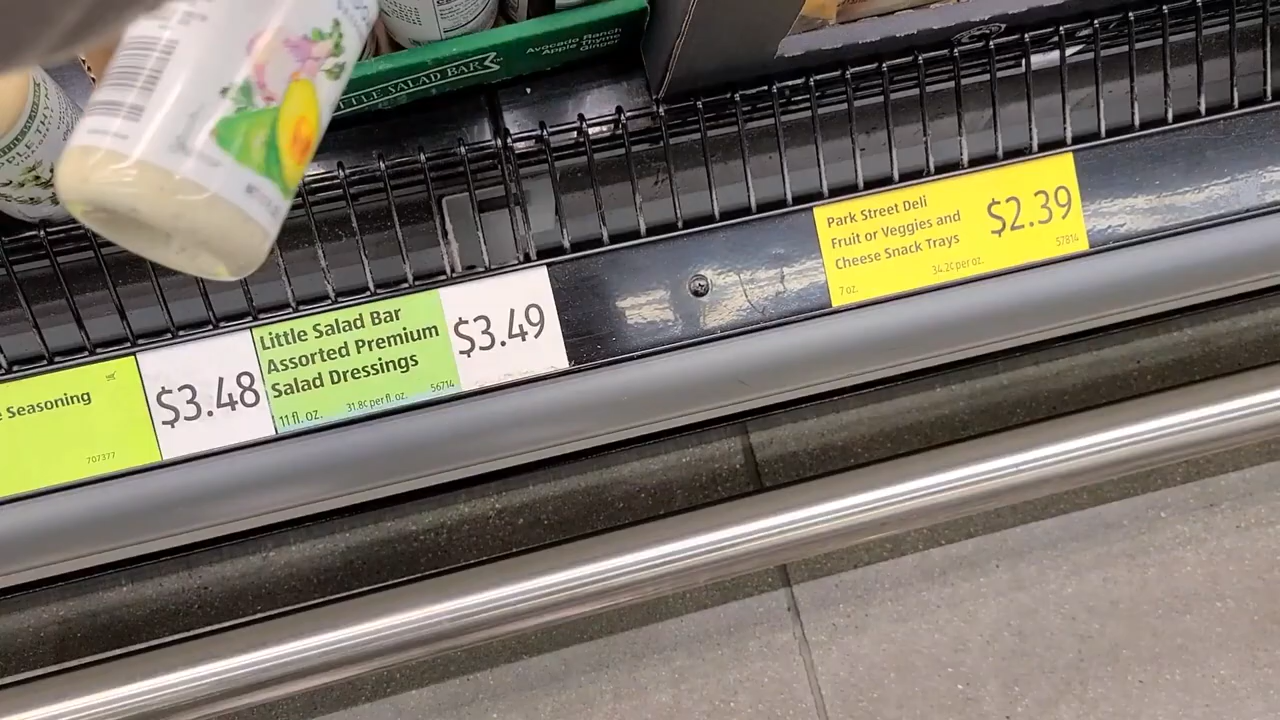 Avocado Ranch
Apple Thyme
Ginger
TTLE SALAD BAR
Park Street Deli
Fruit or Veggies and
Cheese Snack Trays
$2.39
7 oz.
34.2¢ per oz.
57814
Little Salad Bar
Assorted Premium
Salad Dressings
11 fl. oz.
31.8¢ per fl. oz.
56714
$3.49
$3.48
e Seasoning
707377